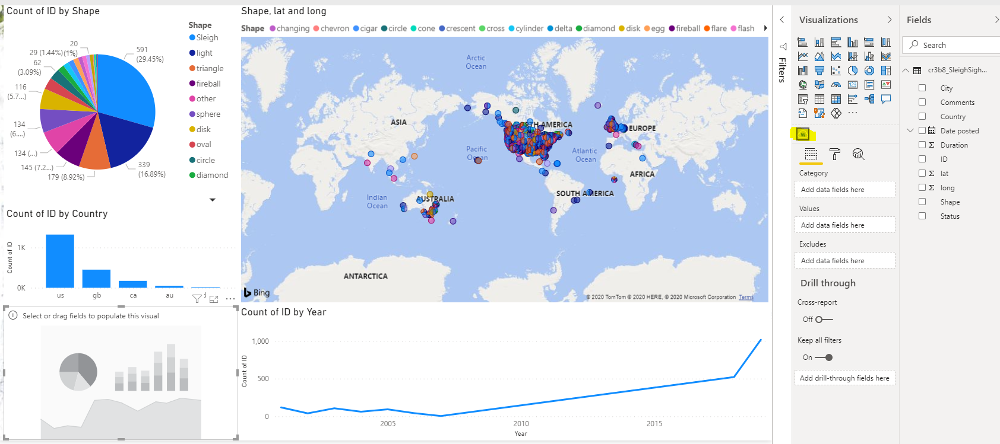 Count of ID by Shape
20
29 (1.44%)
(1%)
62
(3.09%)
116
(5.7...)
134
(6....)
134 (...)
145 (7.2...)
179 (8.92%)
339
(16.89%)
591
(29.45%)
Shape
Sleigh
light
triangle
fireball
other
sphere
disk
oval
circle
diamond
Count of ID by Country
Count of ID
1K
0K
us
gb
ca
au
Select or drag fields to populate this visual
Shape, lat and long
Shape changing chevron cigar circle cone crescent cross cylinder delta diamond disk egg fireball flare flash
Arctic
Ocean
ASIA
RTH AMERICA
EUROPE
Pacific
Oc
Atlantic
Ocean
AFRICA
SOUTH AMERICA
Indian
Ocean
AUSTRALIA
ANTARCTICA
Bing
© 2020 TomTom © 2020 HERE, © 2020 Microsoft Corporation Terms
Count of ID by Year
Count of ID
1,000
500
0
2005
2010
2015
Year
Filters
Visualizations
123
R
Py
W
Category
Add data fields here
Values
Add data fields here
Excludes
Add data fields here
Drill through
Cross-report
Off
Keep all filters
On
Add drill-through fields here
Fields
Search
cr3b8_SleighSigh...
City
Comments
Country
Date posted
Duration
ID
lat
long
Shape
Status